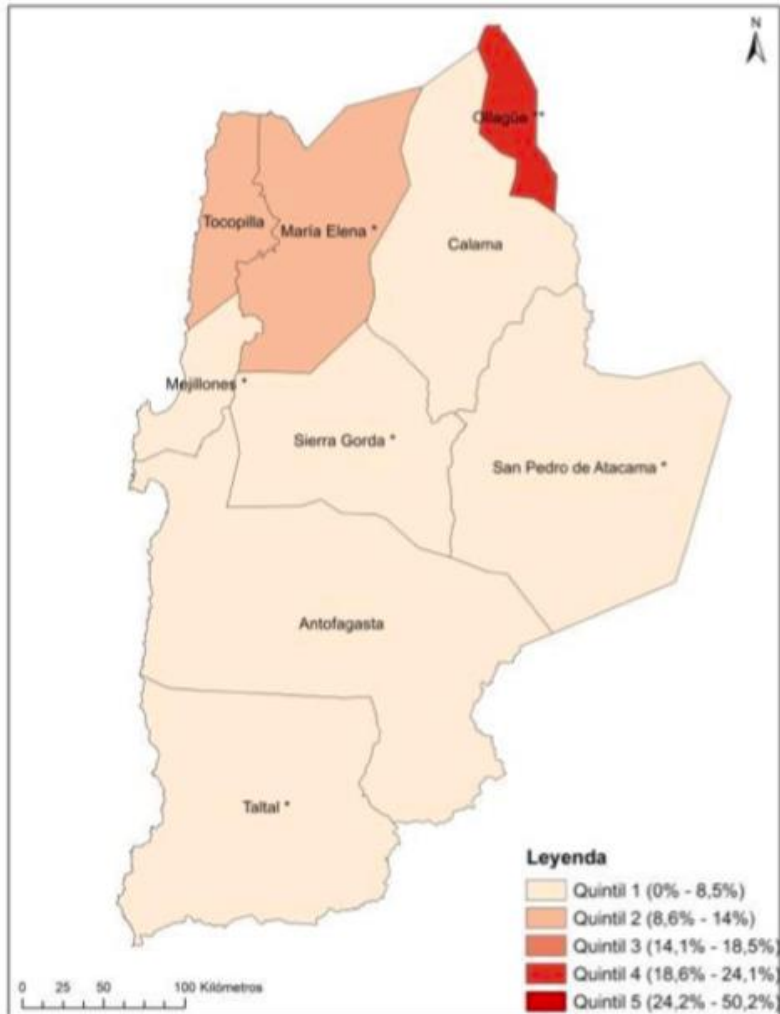 N
Ollagüe **
Tocopilla
María Elena *
Calama
Mejillones *
Sierra Gorda *
San Pedro de Atacama *
Antofagasta
Taltal *
Leyenda
Quintil 1 (0% - 8,5%)
Quintil 2 (8,6% - 14%)
Quintil 3 (14,1% - 18,5%)
Quintil 4 (18,6% - 24,1%)
Quintil 5 (24,2% - 50,2%)
0 25 50 100 Kilómetros